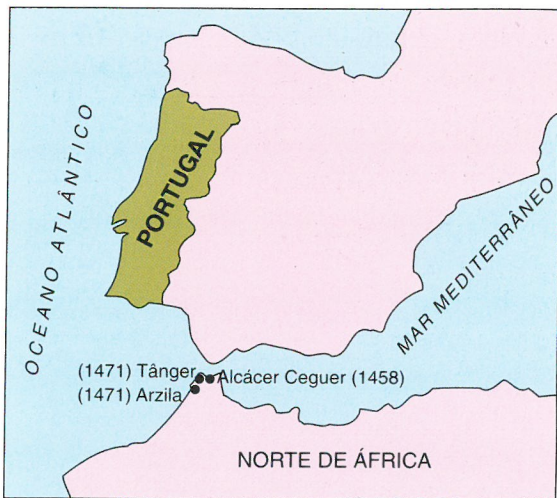 OCEANO ATLÂNTICO
PORTUGAL
MAR MEDITERRÂNEO
(1471) Tânger
Alcácer Ceguer (1458)
(1471) Arzila
NORTE DE ÁFRICA